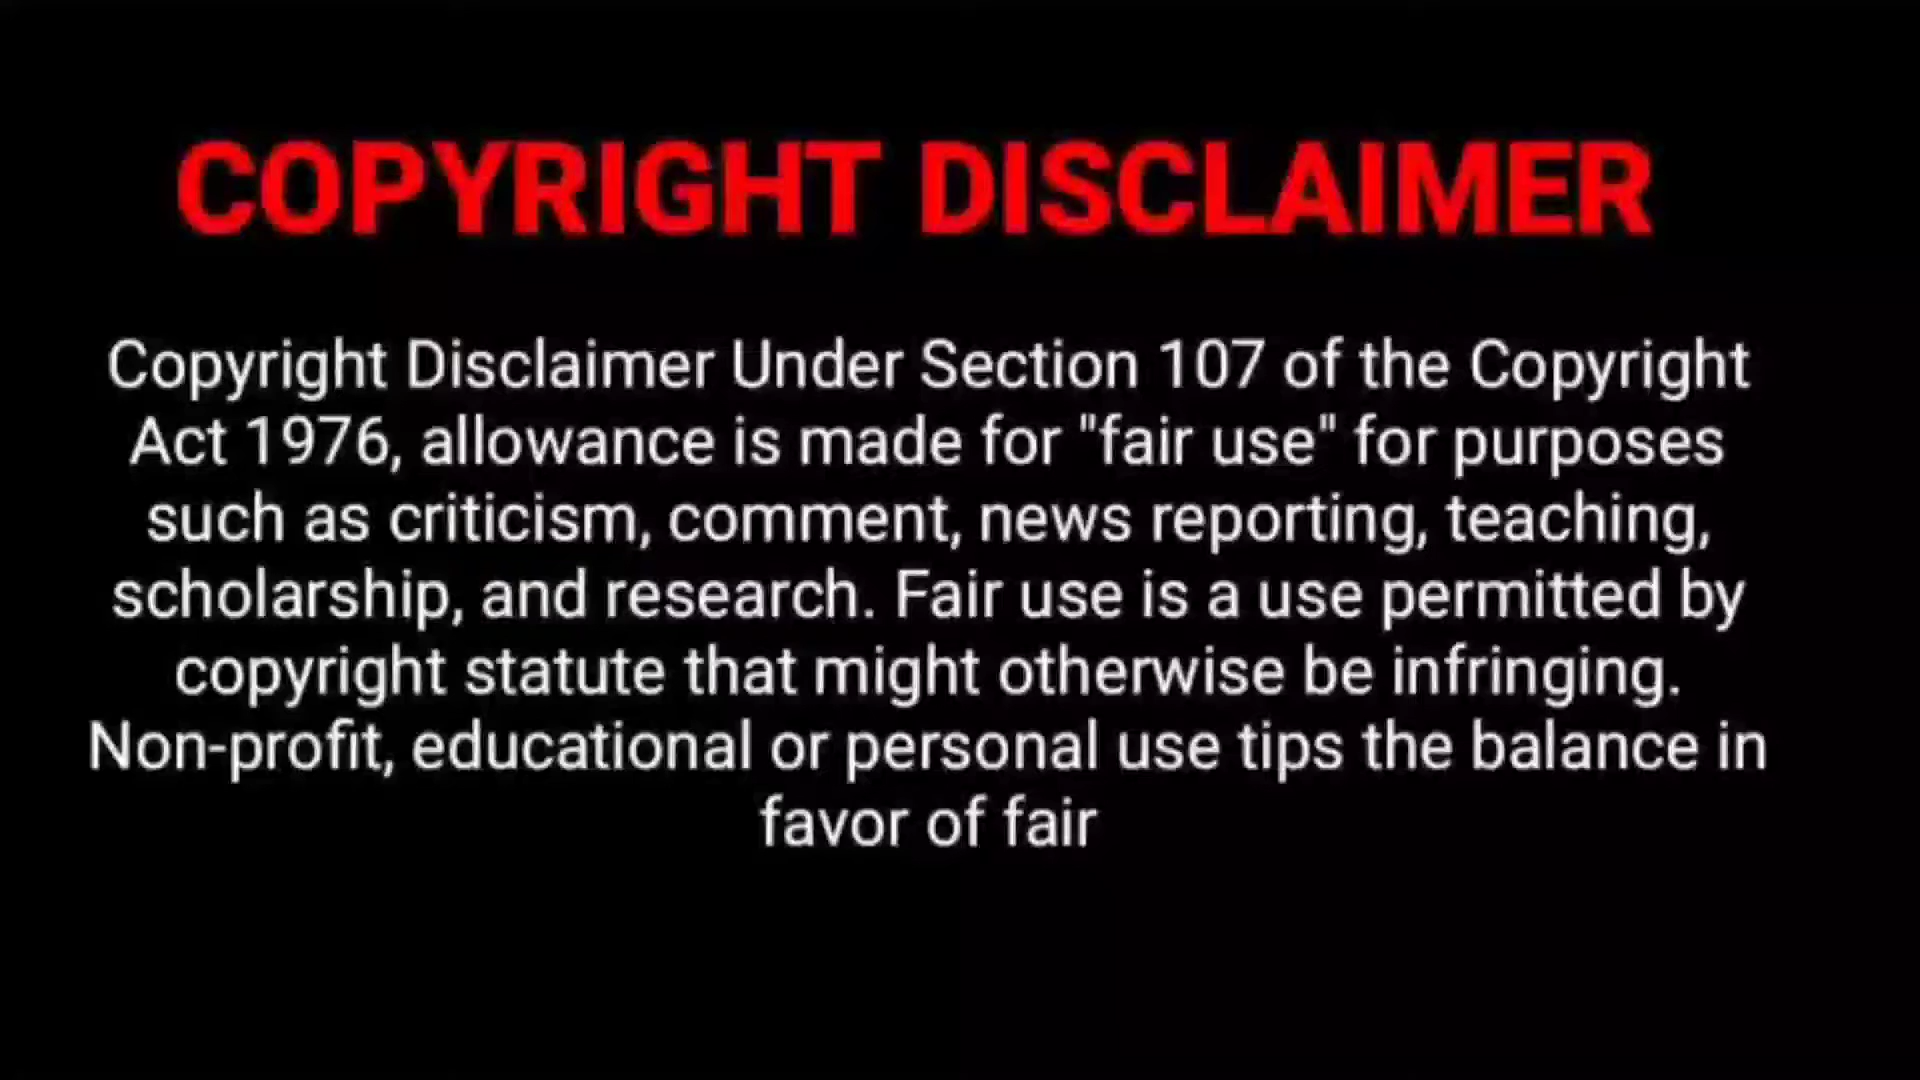 COPYRIGHT DISCLAIMER
Copyright Disclaimer Under Section 107 of the Copyright
Act 1976, allowance is made for "fair use" for purposes
such as criticism, comment, news reporting, teaching,
scholarship, and research. Fair use is a use permitted by
copyright statute that might otherwise be infringing.
Non-profit, educational or personal use tips the balance in
favor of fair